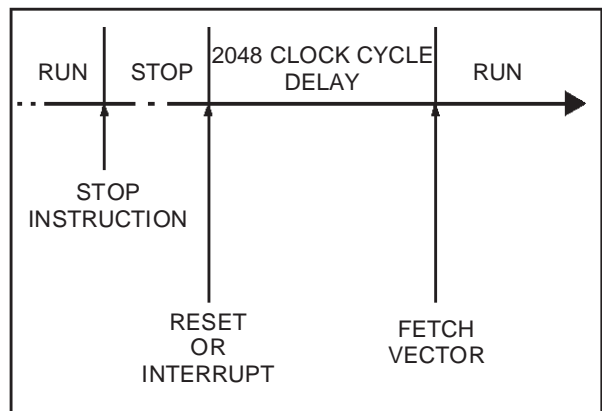 RUN
STOP
2048 CLOCK CYCLE
DELAY
RUN
STOP
INSTRUCTION
RESET
OR
INTERRUPT
FETCH
VECTOR